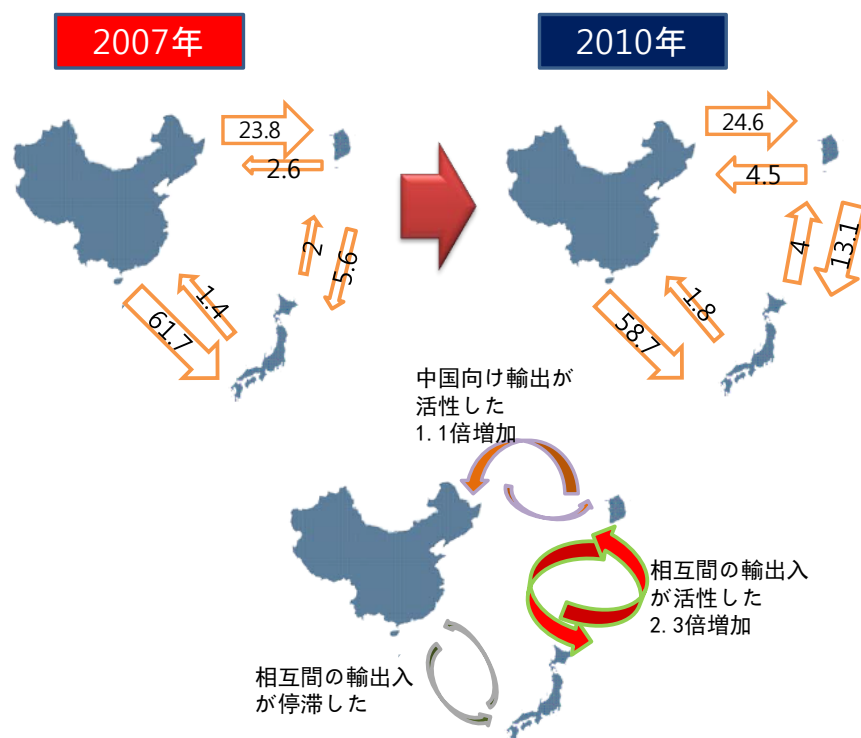 2007年
2010年
23.8
2.6
2
5.6
1.4
61.7
24.6
4.5
4
13.1
1.8
58.7
中国向け輸出が
活性した
1.1倍増加
相互間の輸出入
が活性した
2.3倍増加
相互間の輸出入
が停滞した